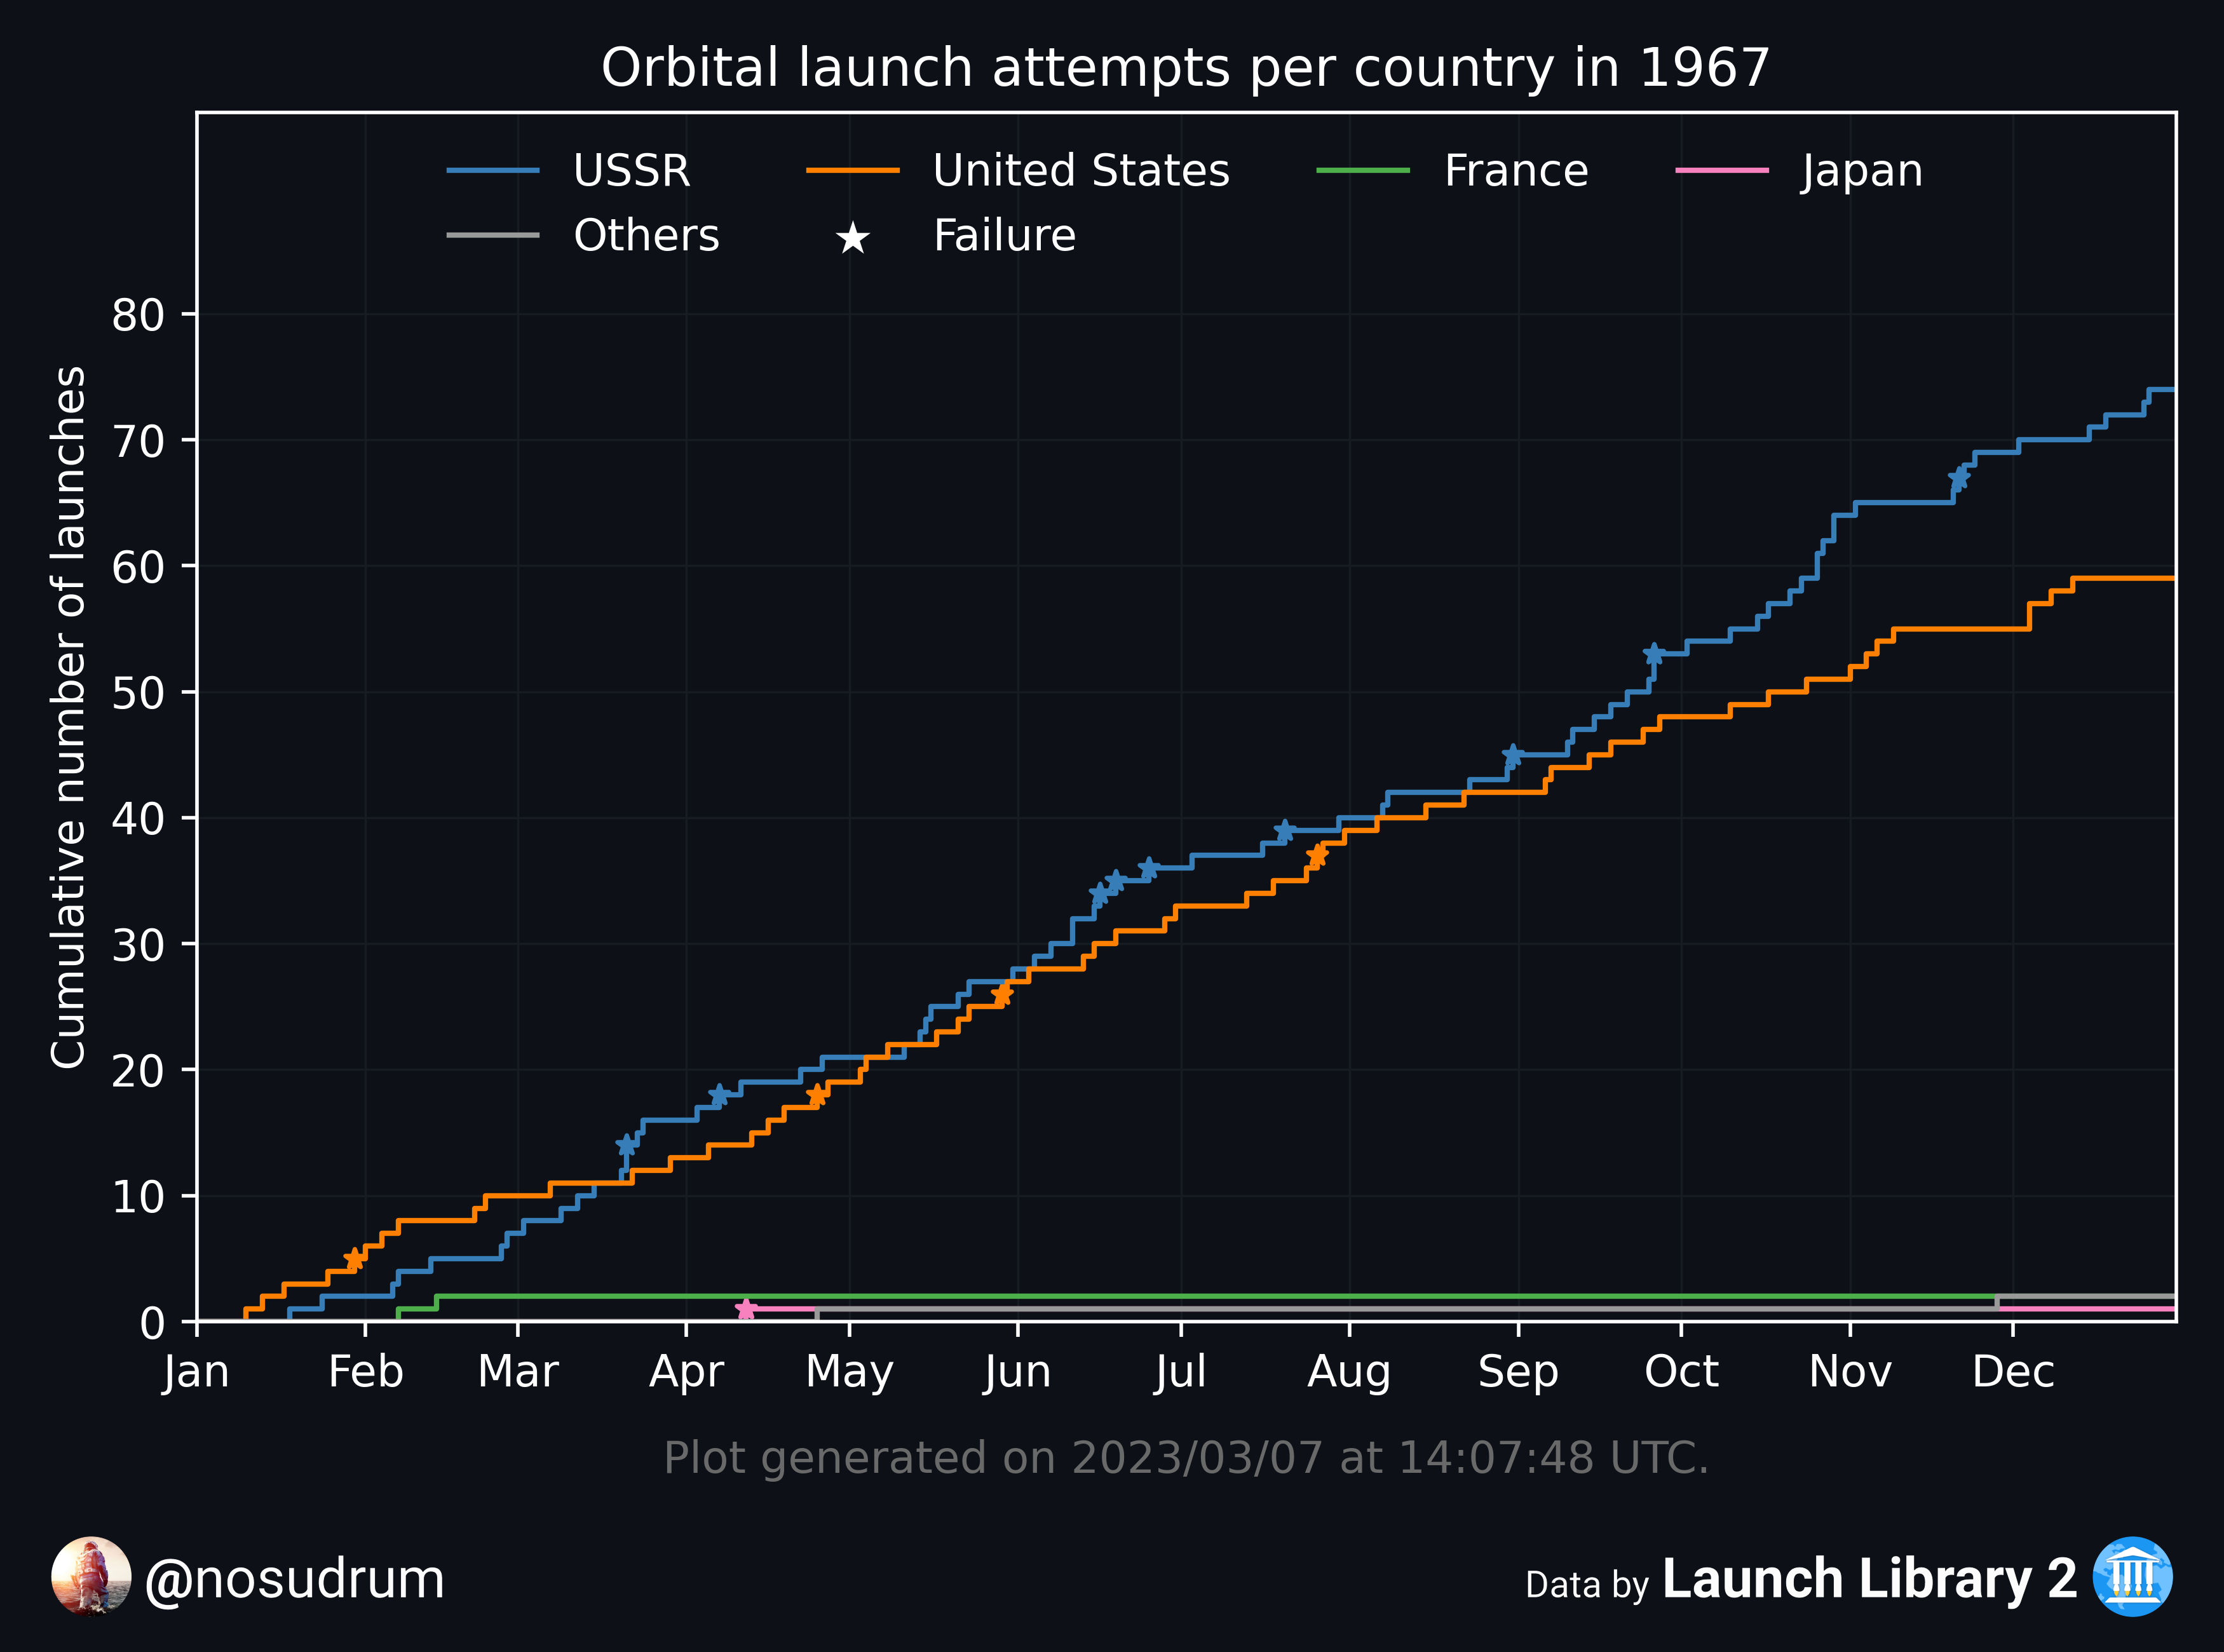 Orbital launch attempts per country in 1967
USSR United States France Japan
Others Failure
Cumulative number of launches
80
70
60
50
40
30
20
10
0
Jan Feb Mar Apr May Jun Jul Aug Sep Oct Nov Dec
Plot generated on 2023/03/07 at 14:07:48 UTC.
@nosudrum
Data by Launch Library 2